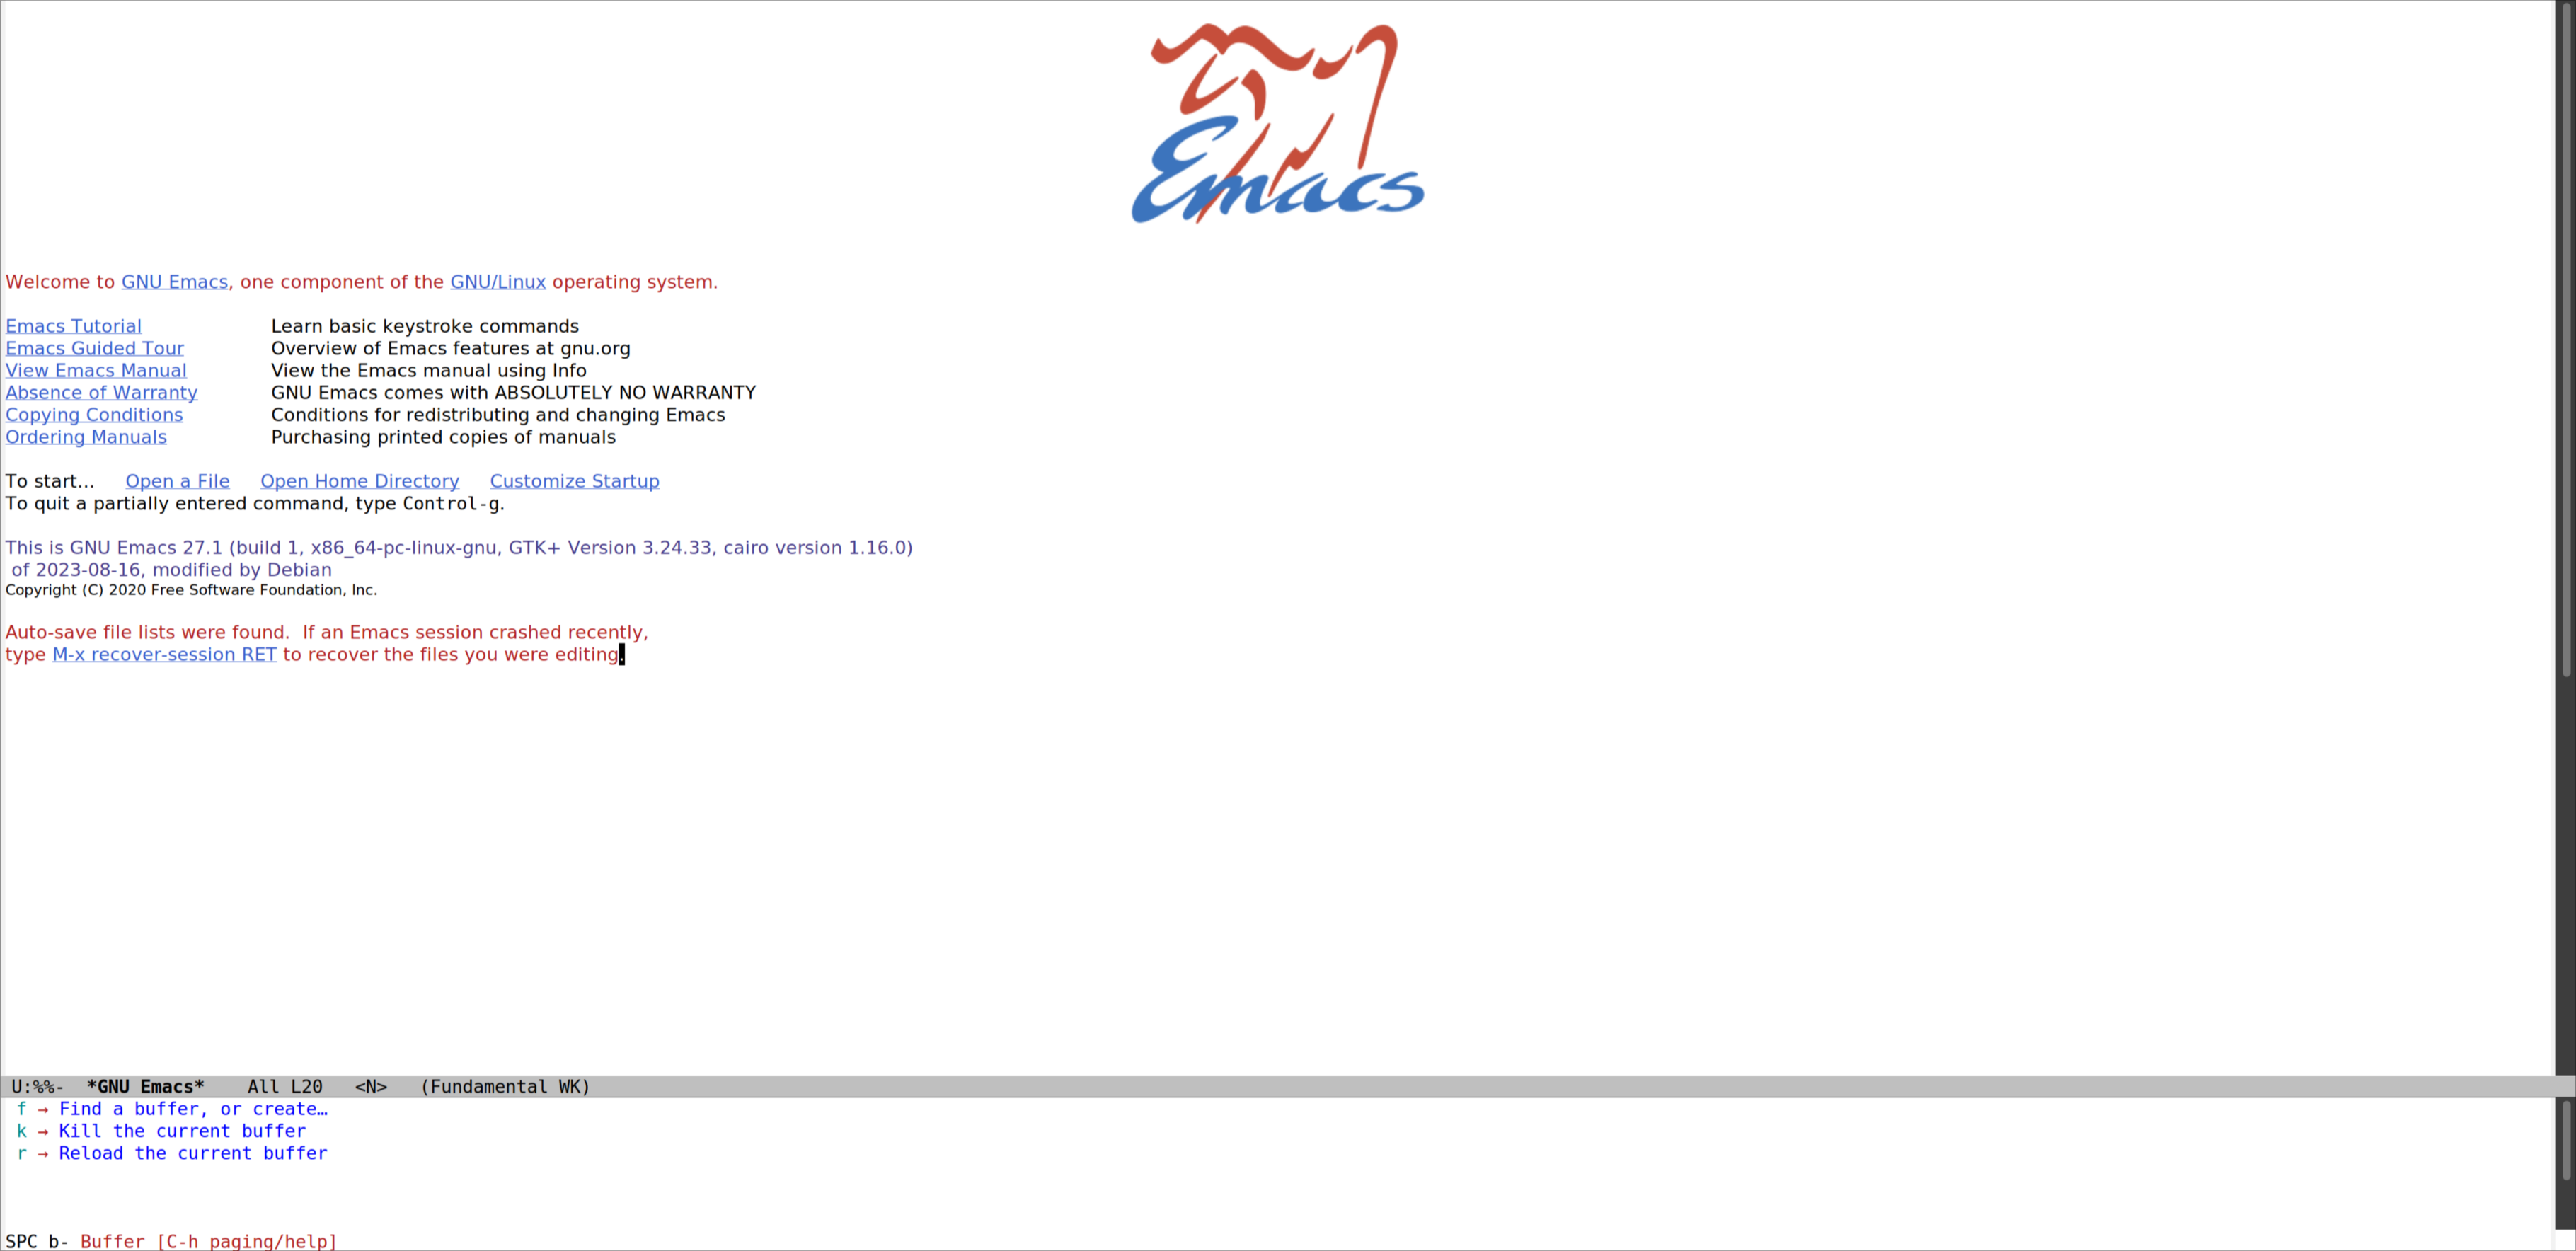 Emacs
Welcome to GNU Emacs, one component of the GNU/Linux operating system.
Emacs Tutorial Learn basic keystroke commands
Emacs Guided Tour Overview of Emacs features at gnu.org
View Emacs Manual View the Emacs manual using Info
Absence of Warranty GNU Emacs comes with ABSOLUTELY NO WARRANTY
Copying Conditions Conditions for redistributing and changing Emacs
Ordering Manuals Purchasing printed copies of manuals
To start... Open a File Open Home Directory Customize Startup
To quit a partially entered command, type Control-g.
This is GNU Emacs 27.1 (build 1, x86_64-pc-linux-gnu, GTK+ Version 3.24.33, cairo version 1.16.0)
of 2023-08-16, modified by Debian
Copyright (C) 2020 Free Software Foundation, Inc.
Auto-save file lists were found. If an Emacs session crashed recently,
type M-x recover-session RET to recover the files you were editing.
U:%%- *GNU Emacs* All L20 <N> (Fundamental WK)
f → Find a buffer, or create…
k → Kill the current buffer
r → Reload the current buffer
SPC b- Buffer [C-h paging/help]